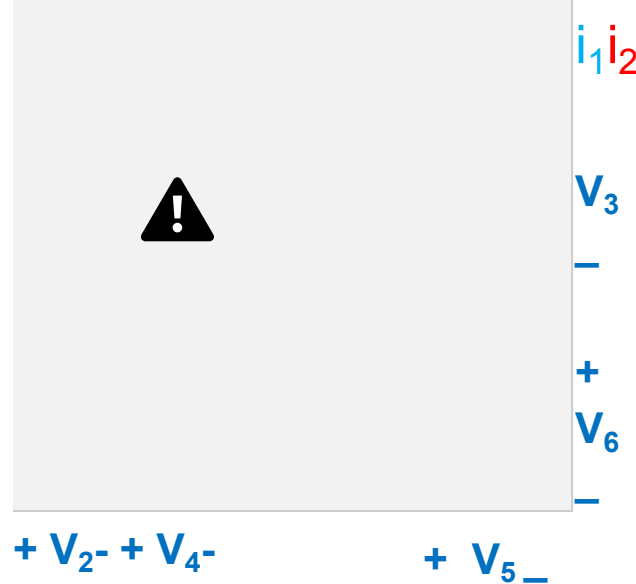 i₁i₂
V₃
–
+
V₆
–
+ V₂- + V₄-
+ V₅ –